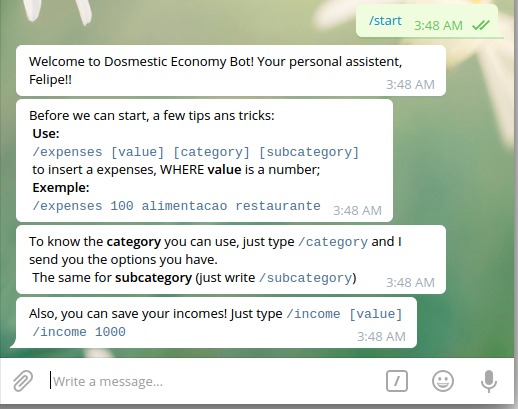 /start 3:48 AM
Welcome to Dosmestic Economy Bot! Your personal assistant,
Felipe!!
3:48 AM
Before we can start, a few tips ans tricks:
Use:
/expenses [value] [category] [subcategory]
to insert a expenses, WHERE value is a number;
Exemple:
/expenses 100 alimentacao restaurante 3:48 AM
To know the category you can use, just type /category and I
send you the options you have.
The same for subcategory (just write /subcategory) 3:48 AM
Also, you can save your incomes! Just type /income [value]
/income 1000 3:48 AM
Write a message...